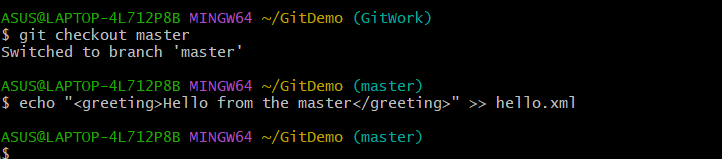 ASUS@LAPTOP-4L712P8B MINGW64 ~/GitDemo (GitWork)
$ git checkout master
Switched to branch 'master'
ASUS@LAPTOP-4L712P8B MINGW64 ~/GitDemo (master)
$ echo "<greeting>Hello from the master</greeting>" >> hello.xml
ASUS@LAPTOP-4L712P8B MINGW64 ~/GitDemo (master)
$